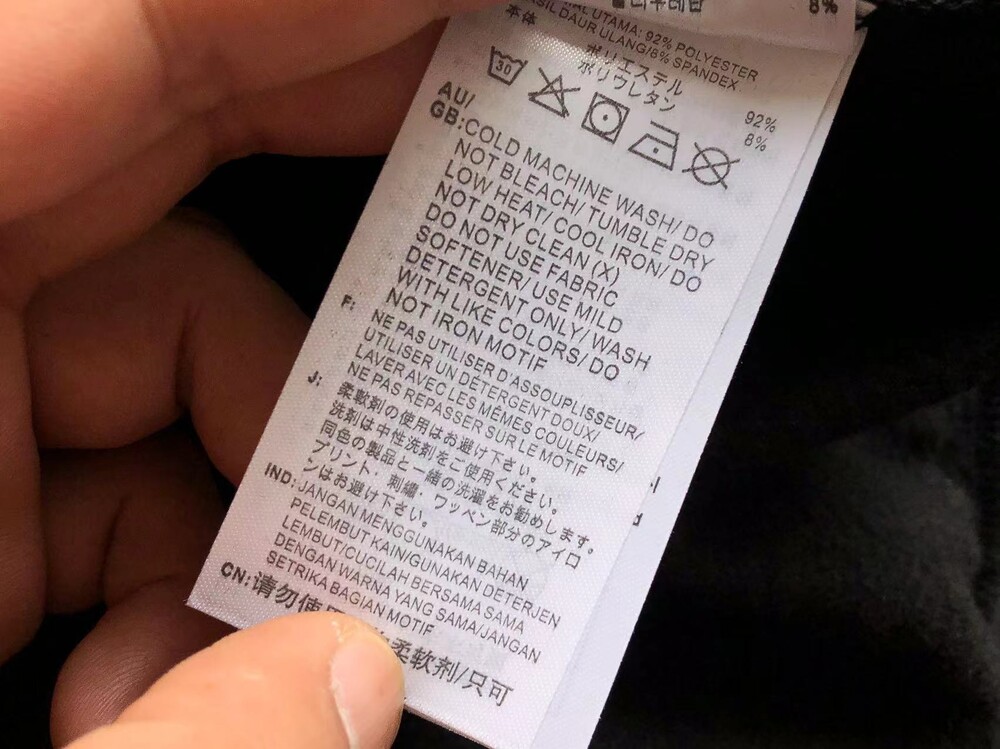 8%
UTAMA: 92% POLYESTER
DAUR ULANG/8% SPANDEX
本体
ポリエステル 92%
ポリウレタン 8%
30
AU/
GB:COLD MACHINE WASH/ DO
NOT BLEACH/ TUMBLE DRY
LOW HEAT/ COOL IRON/ DO
NOT DRY CLEAN (X)
DO NOT USE FABRIC
SOFTENER/ USE MILD
DETERGENT ONLY/ WASH
WITH LIKE COLORS/ DO
NOT IRON MOTIF
F: NE PAS UTILISER D ASSOUPLISSEUR/
UTILISER UN DÉTERGENT DOUX/
LAVER AVEC LES MÊMES COULEURS/
NE PAS REPASSER SUR LE MOTIF
J: 柔軟剤の使用はお避け下さい。
洗剤は中性洗剤をご使用ください。
同色の製品と一緒の洗濯をお勧めします。
プリント、刺繍、ワッペン部分のアイロ
ンはお避け下さい。
IND: JANGAN MENGGUNAKAN BAHAN
PELEMBUT KAIN/GUNAKAN DETERJEN
LEMBUT/CUCILAH BERSAMA SAMA
DENGAN WARNA YANG SAMA/JANGAN
SETRIKA BAGIAN MOTIF
CN:请勿使 柔软剂/只可